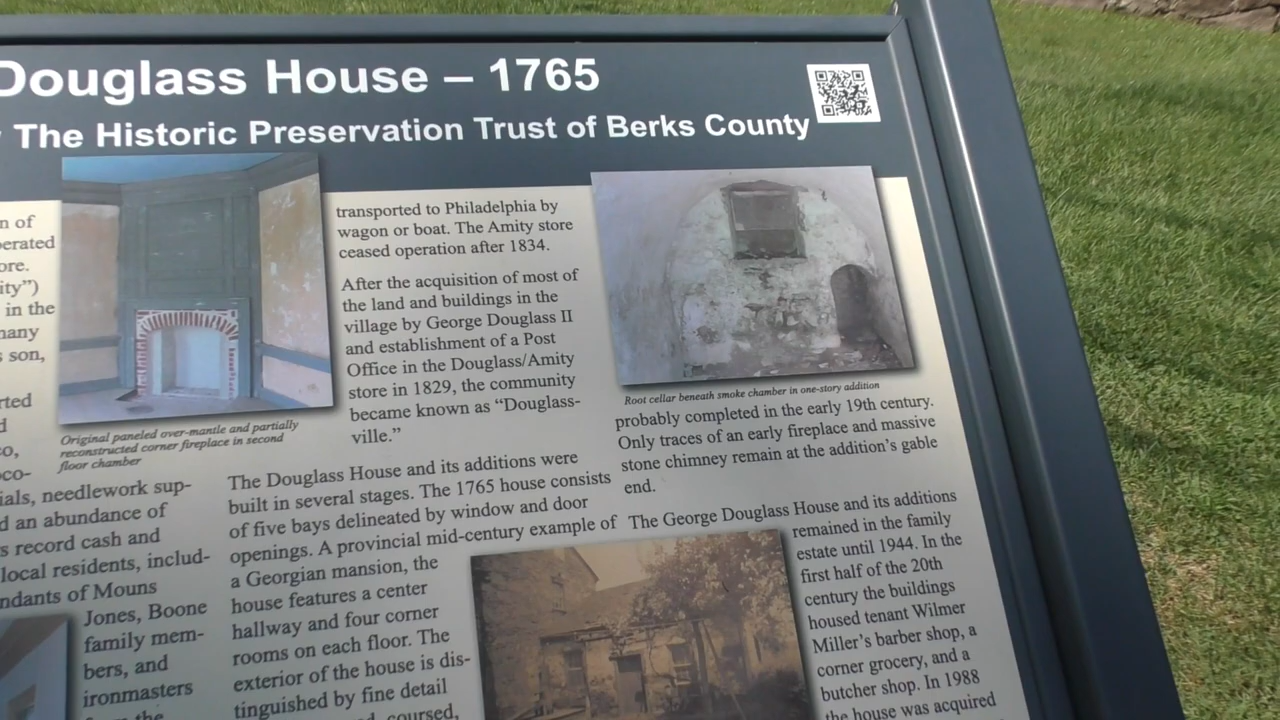 Douglass House – 1765
The Historic Preservation Trust of Berks County
n of
erated
ore.
ity”)
in the
many
s son,
rted
d
co,
oco-
ials, needlework sup-
d an abundance of
s record cash and
local residents, includ-
ndants of Mouns
Jones, Boone
family mem-
bers, and
ironmasters
the
Original paneled over-mantle and partially
reconstructed corner fireplace in second
floor chamber
transported to Philadelphia by
wagon or boat. The Amity store
ceased operation after 1834.
After the acquisition of most of
the land and buildings in the
village by George Douglass II
and establishment of a Post
Office in the Douglass/Amity
store in 1829, the community
became known as “Douglass-
ville.”
The Douglass House and its additions were
built in several stages. The 1765 house consists
of five bays delineated by window and door
openings. A provincial mid-century example of
a Georgian mansion, the
house features a center
hallway and four corner
rooms on each floor. The
exterior of the house is dis-
tinguished by fine detail
coursed,
Root cellar beneath smoke chamber in one-story addition
probably completed in the early 19th century.
Only traces of an early fireplace and massive
stone chimney remain at the addition’s gable
end.
The George Douglass House and its additions
remained in the family
estate until 1944. In the
first half of the 20th
century the buildings
housed tenant Wilmer
Miller’s barber shop, a
corner grocery, and a
butcher shop. In 1988
the house was acquired